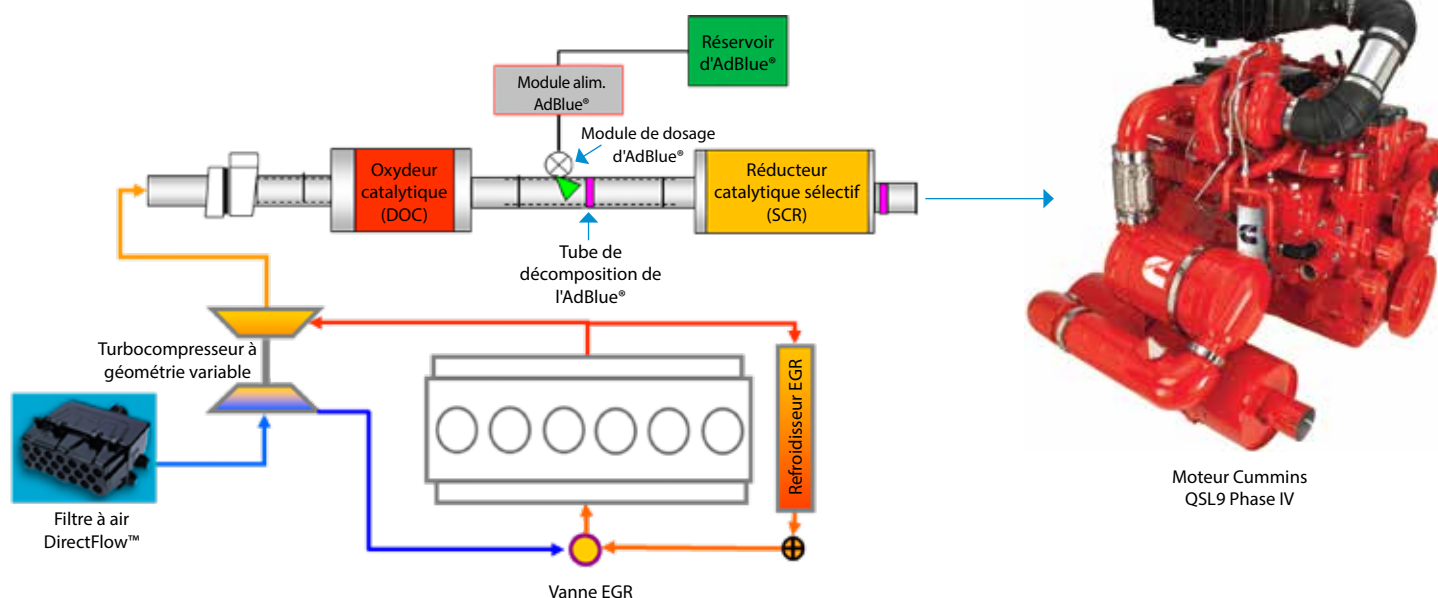 Réservoir
d'AdBlue®
Module alim.
AdBlue®
Module de dosage
d'AdBlue®
Oxydeur
catalytique
(DOC)
Réducteur
catalytique sélectif
(SCR)
Tube de
décomposition de
l'AdBlue®
Turbocompresseur à
géométrie variable
Refroidisseur EGR
Filtre à air
DirectFlow™
Vanne EGR
Moteur Cummins
QSL9 Phase IV